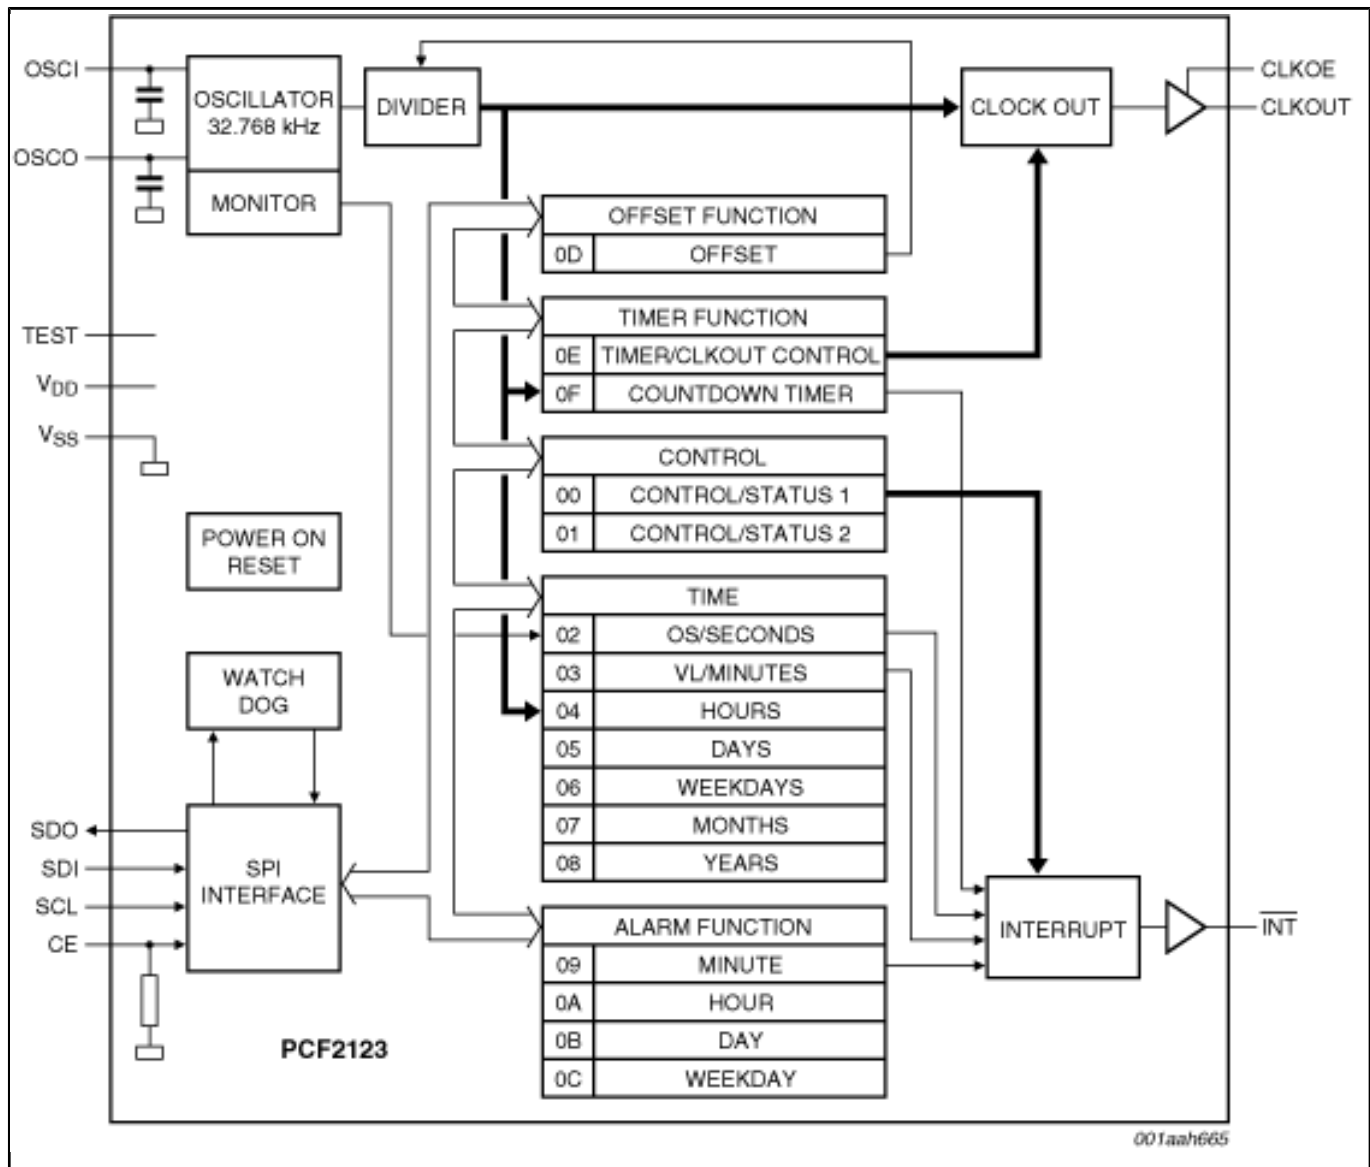 OSCI
OSCILLATOR
32.768 kHz
DIVIDER
CLOCK OUT
CLKOE
CLKOUT
OSCO
MONITOR
OFFSET FUNCTION
0D OFFSET
TEST
VDD
VSS
TIMER FUNCTION
0E TIMER/CLKOUT CONTROL
0F COUNTDOWN TIMER
CONTROL
00 CONTROL/STATUS 1
01 CONTROL/STATUS 2
POWER ON
RESET
TIME
02 OS/SECONDS
03 VL/MINUTES
04 HOURS
05 DAYS
06 WEEKDAYS
07 MONTHS
08 YEARS
WATCH
DOG
SDO
SDI
SCL
CE
SPI
INTERFACE
ALARM FUNCTION
09 MINUTE
0A HOUR
0B DAY
0C WEEKDAY
INTERRUPT
INT
PCF2123
001aah665